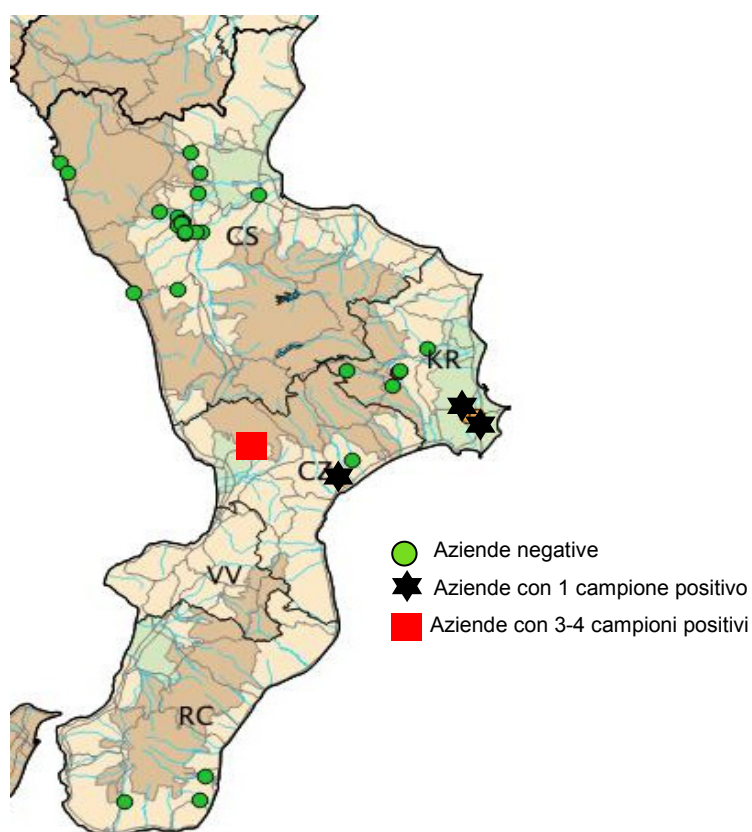 CS
KR
CZ
Aziende negative
VV
Aziende con 1 campione positivo
Aziende con 3-4 campioni positivi
RC